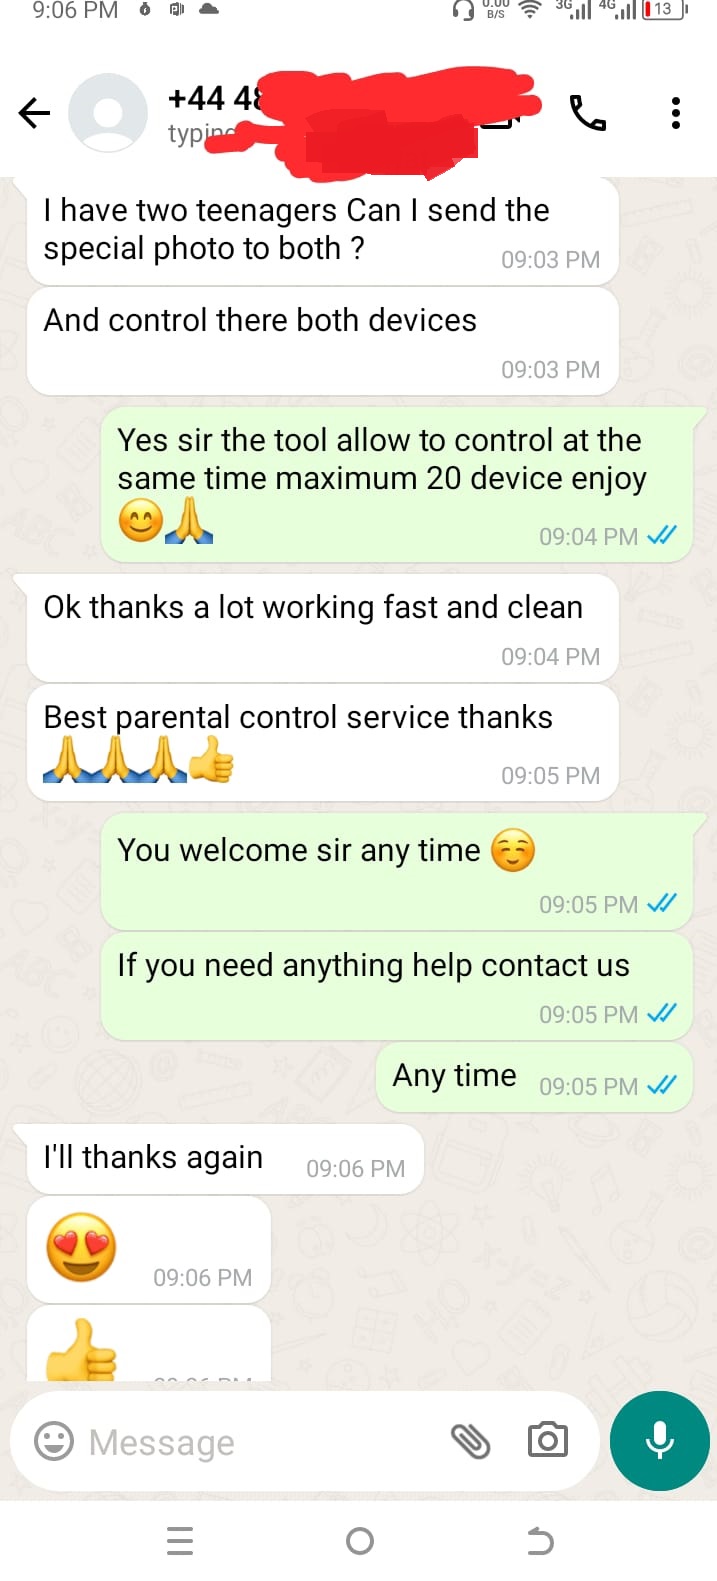 9:06 PM
0.00
B/S
3G
4G
13
+44 48
typing
I have two teenagers Can I send the
special photo to both ?
09:03 PM
And control there both devices
09:03 PM
Yes sir the tool allow to control at the
same time maximum 20 device enjoy
😊🙏
09:04 PM
Ok thanks a lot working fast and clean
09:04 PM
Best parental control service thanks
🙏🙏🙏👍
09:05 PM
You welcome sir any time ☺️
09:05 PM
If you need anything help contact us
09:05 PM
Any time 09:05 PM
I'll thanks again 09:06 PM
😍
09:06 PM
👍
09:06 PM
Message